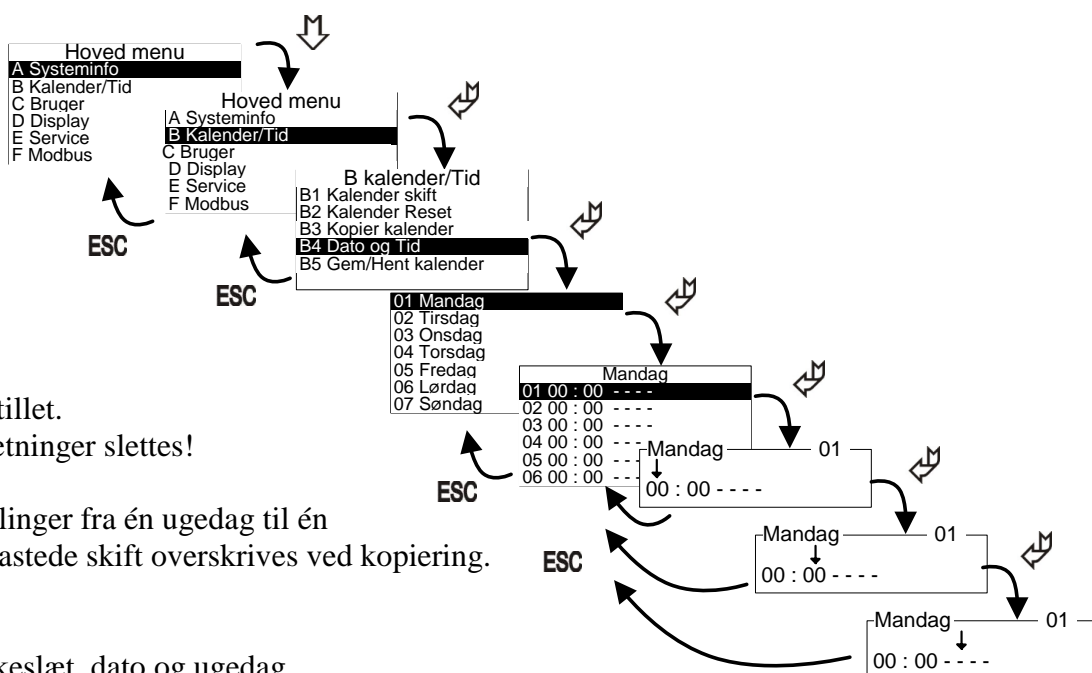 Hoved menu
A Systeminfo
B Kalender/Tid
C Bruger
D Display
E Service
F Modbus
ESC
Hoved menu
A Systeminfo
B Kalender/Tid
C Bruger
D Display
E Service
F Modbus
ESC
B kalender/Tid
B1 Kalender skift
B2 Kalender Reset
B3 Kopier kalender
B4 Dato og Tid
B5 Gem/Hent kalender
01 Mandag
02 Tirsdag
03 Onsdag
04 Torsdag
05 Fredag
06 Lørdag
07 Søndag
ESC
Mandag
01 00 : 00 - - - -
02 00 : 00 - - - -
03 00 : 00 - - - -
04 00 : 00 - - -
05 00 : 00 - - -
06 00 : 00 - - -
Mandag 01
00 : 00 - - - -
ESC
Mandag 01
00 : 00 - - - -
Mandag 01
00 : 00 - - - -
tillet.
etninger slettes!
linger fra én ugedag til én
astede skift overskrives ved kopiering.
keslæt, dato og ugedag